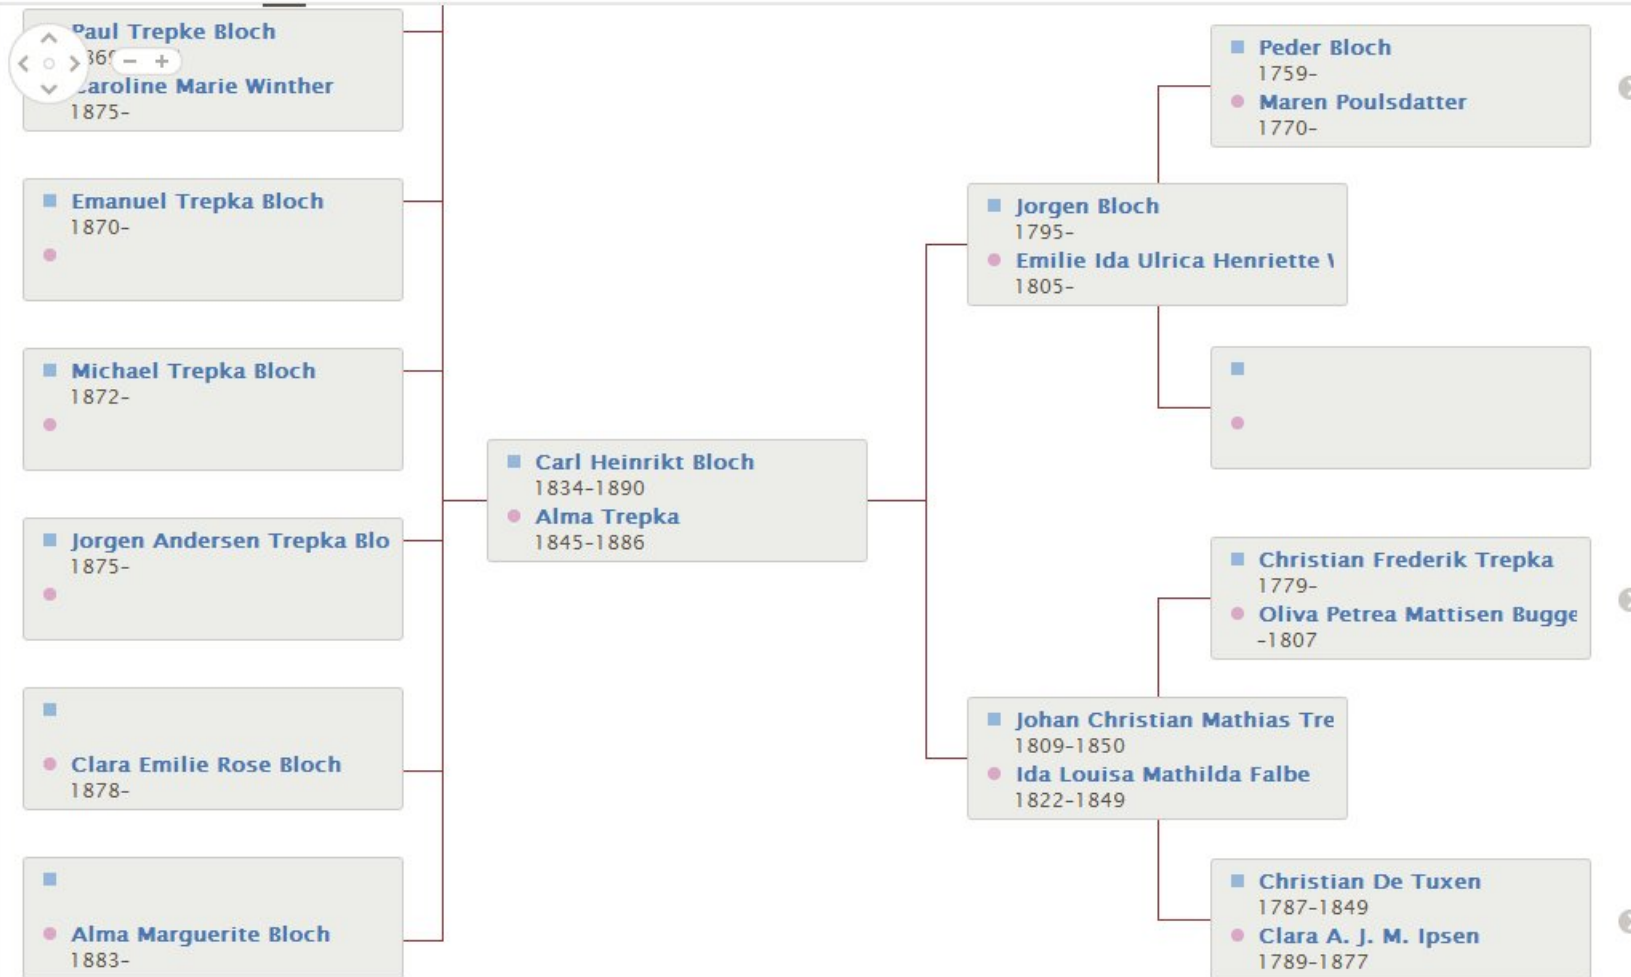 Paul Trepke Bloch
Caroline Marie Winther
1875-
Emanuel Trepka Bloch
1870-
Michael Trepka Bloch
1872-
Jorgen Andersen Trepka Blo
1875-
Clara Emilie Rose Bloch
1878-
Alma Marguerite Bloch
1883-
Carl Heinrikt Bloch
1834-1890
Alma Trepka
1845-1886
Jorgen Bloch
1795-
Emilie Ida Ulrica Henriette
1805-
Johan Christian Mathias Tre
1809-1850
Ida Louisa Mathilda Falbe
1822-1849
Peder Bloch
1759-
Maren Poulsdatter
1770-
Christian Frederik Trepka
1779-
Oliva Petrea Mattisen Bugge
-1807
Christian De Tuxen
1787-1849
Clara A. J. M. Ipsen
1789-1877